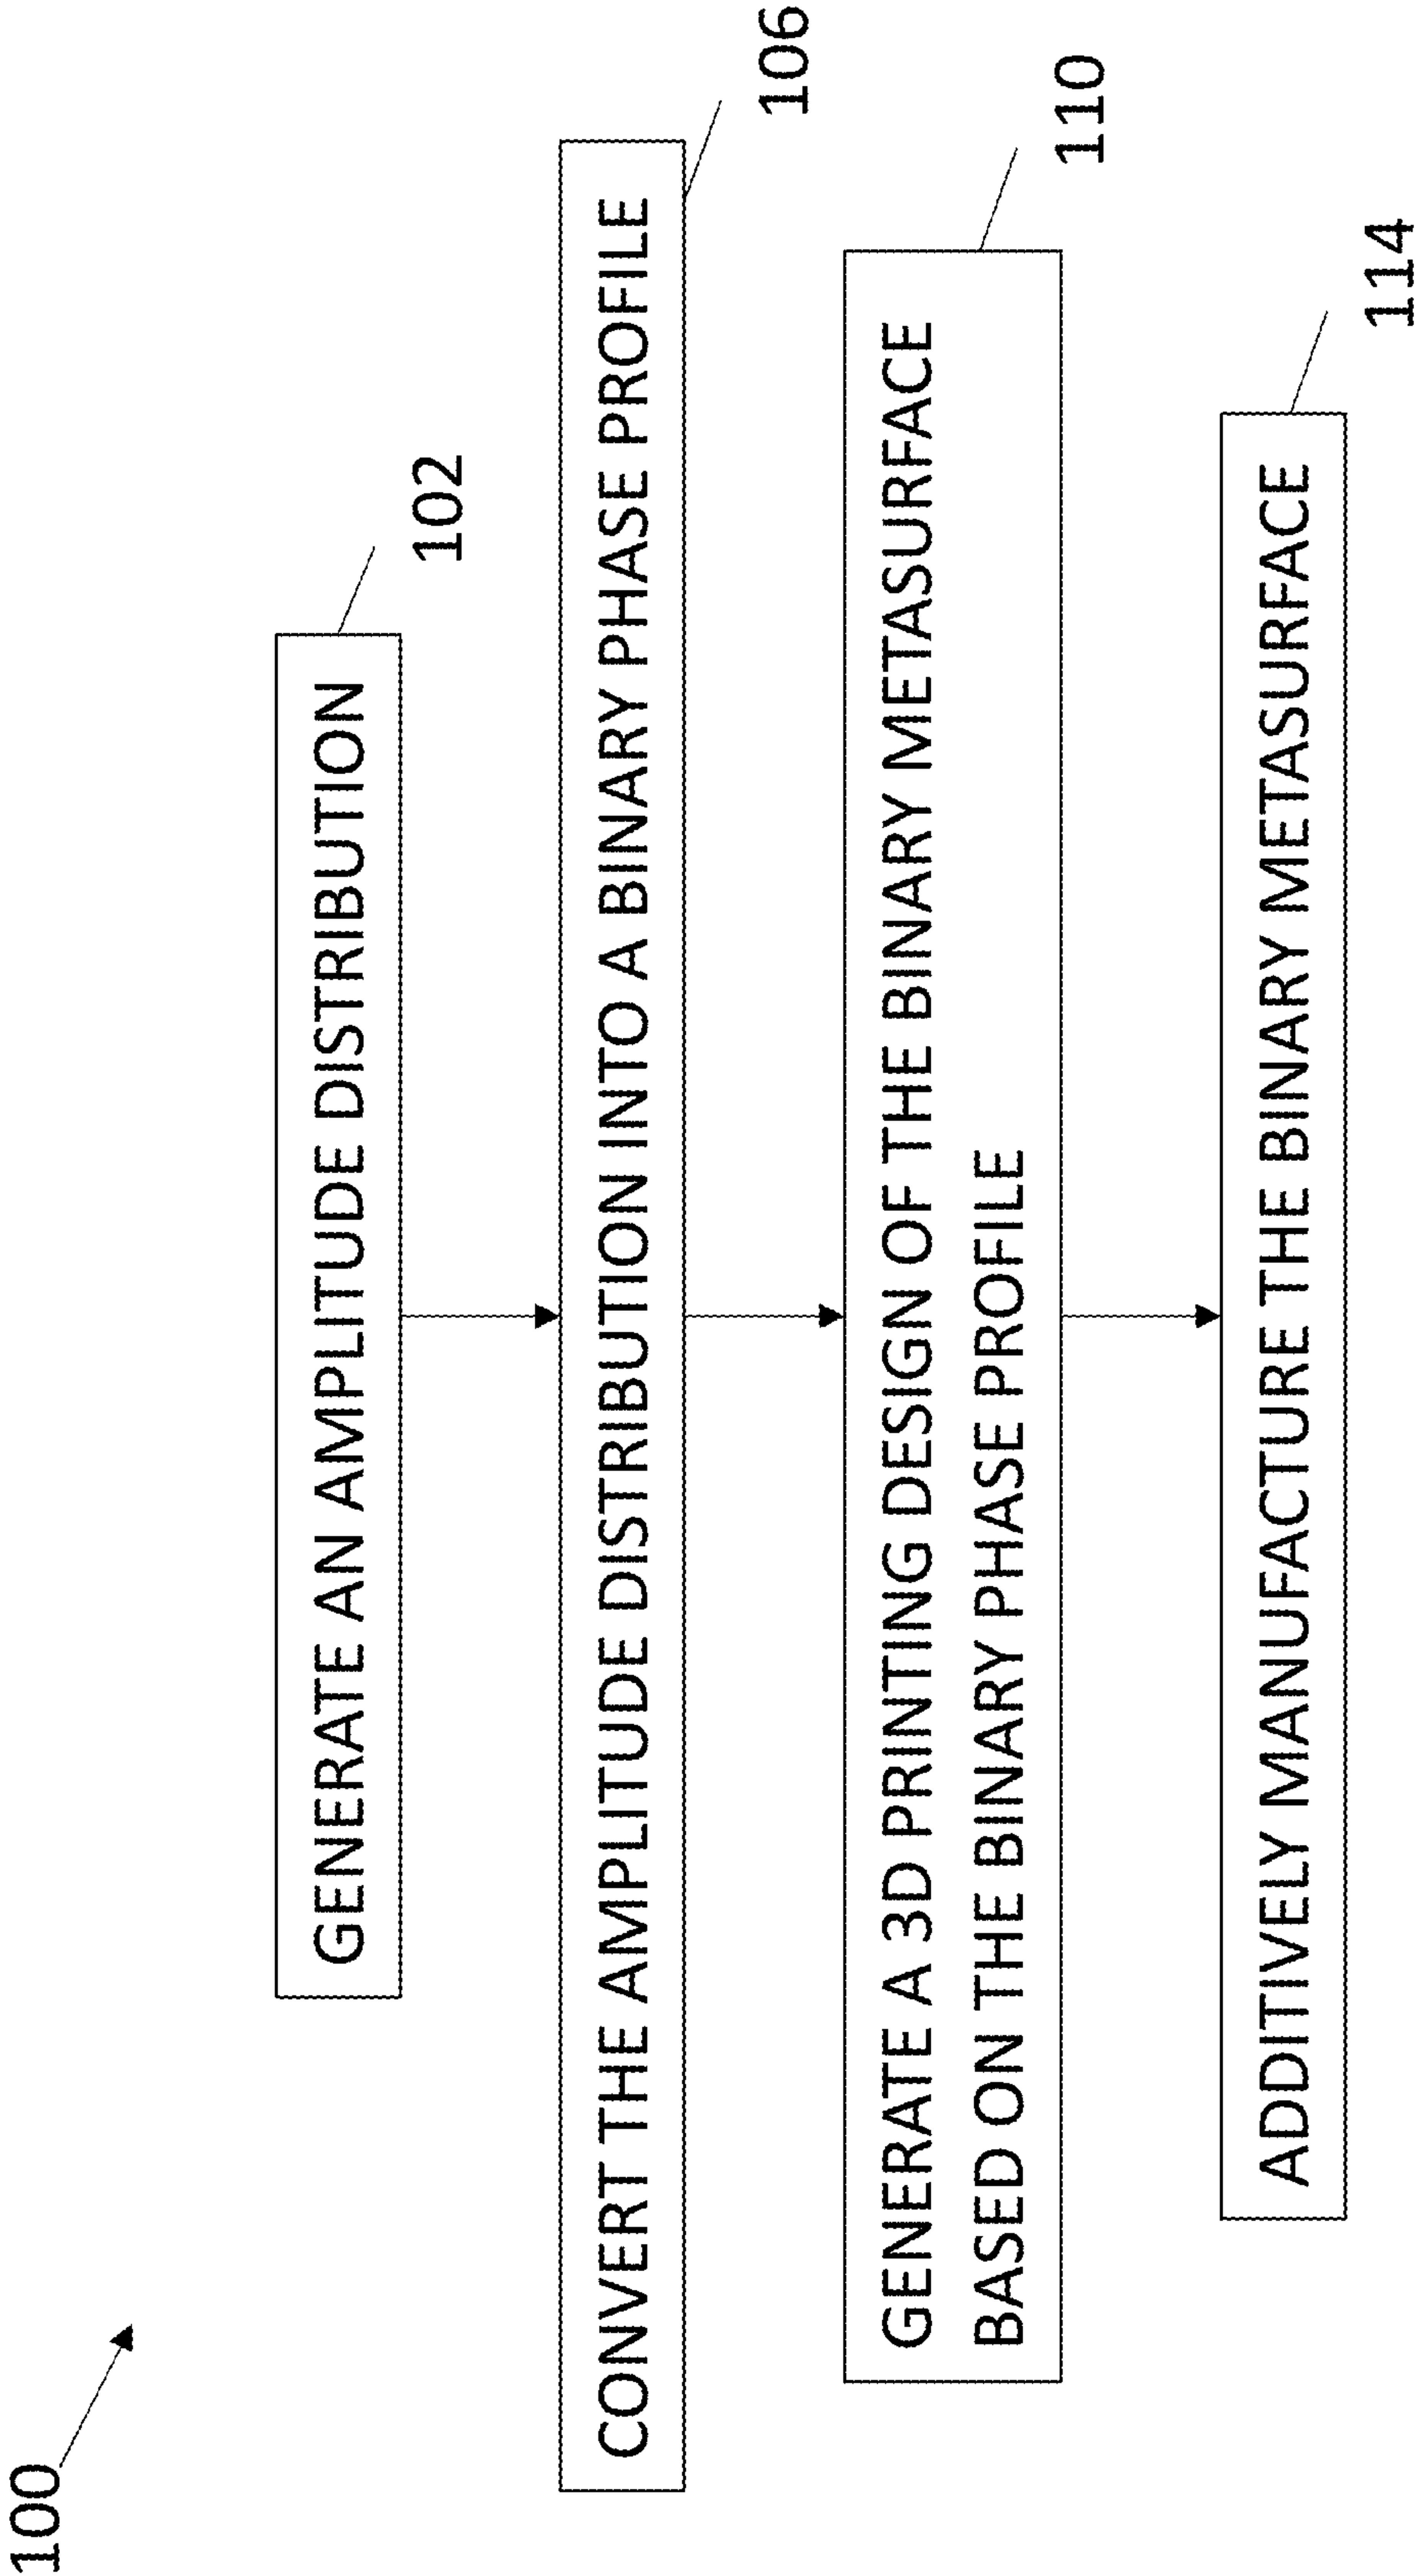 100
GENERATE AN AMPLITUDE DISTRIBUTION
102
CONVERT THE AMPLITUDE DISTRIBUTION INTO A BINARY PHASE PROFILE
106
GENERATE A 3D PRINTING DESIGN OF THE BINARY METASURFACE
BASED ON THE BINARY PHASE PROFILE
110
ADDITIVELY MANUFACTURE THE BINARY METASURFACE
114